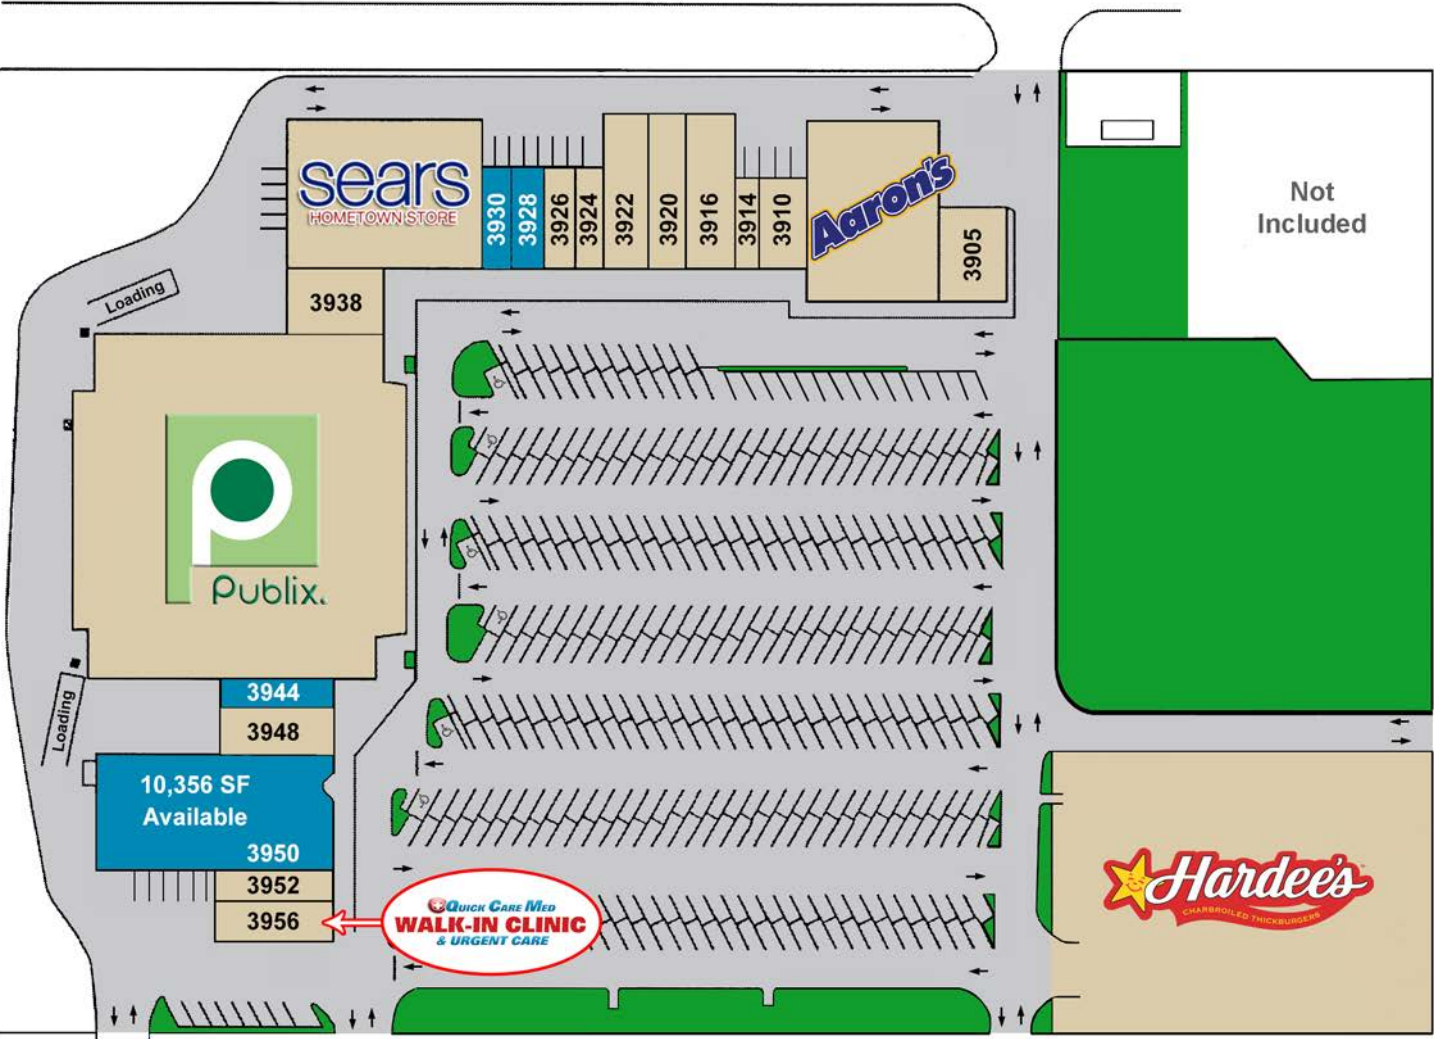 sears
HOMETOWN STORE
3930
3928
3926
3924
3922
3920
3916
3914
3910
Aaron's
3905
Not
Included
Loading
3938
Publix.
3944
3948
Loading
10,356 SF
Available
3950
3952
3956
QUICK CARE MED
WALK-IN CLINIC
& URGENT CARE
Hardee's
CHARBROILED THICKBURGERS